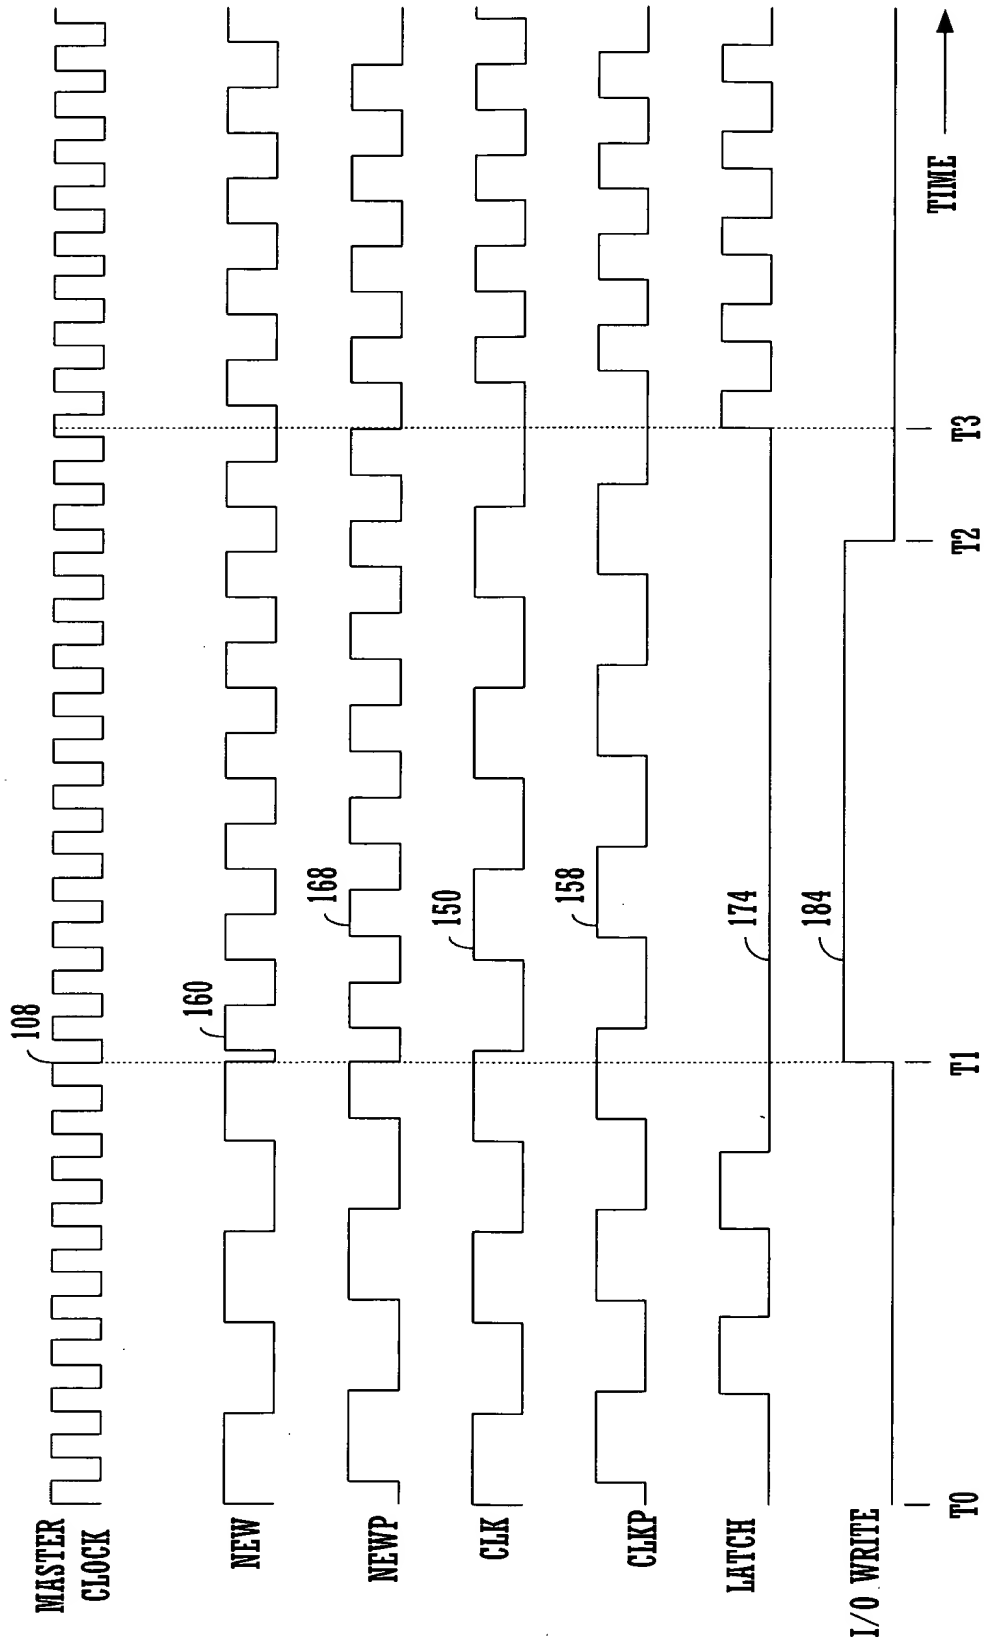 MASTER
CLOCK
108
NEW
160
NEWP
168
CLK
150
CLKP
158
LATCH
174
I/O WRITE
184
T0
T1
T2
T3
TIME